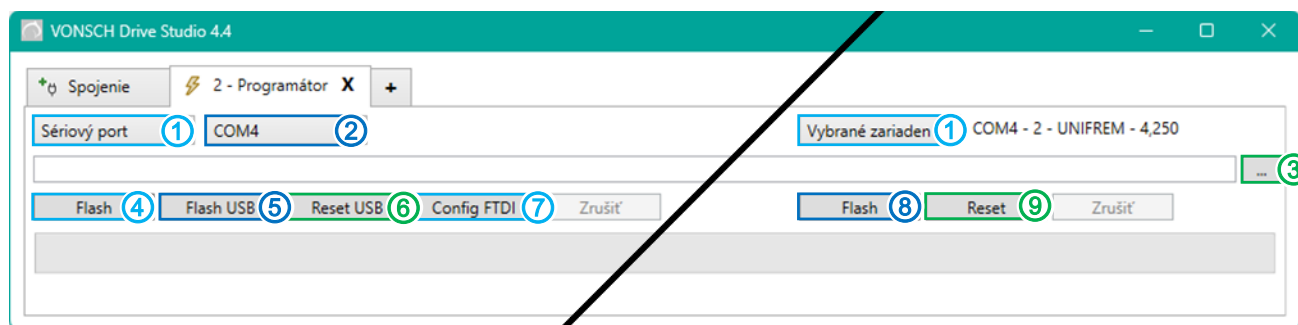 VONSCH Drive Studio 4.4
Spojenie 2 - Programátor X +
Sériový port 1 COM4 2 Vybrané zariaden 1 COM4 - 2 - UNIFREM - 4,250
... 3
Flash 4 Flash USB 5 Reset USB 6 Config FTDI 7 Zrušiť Flash 8 Reset 9 Zrušiť